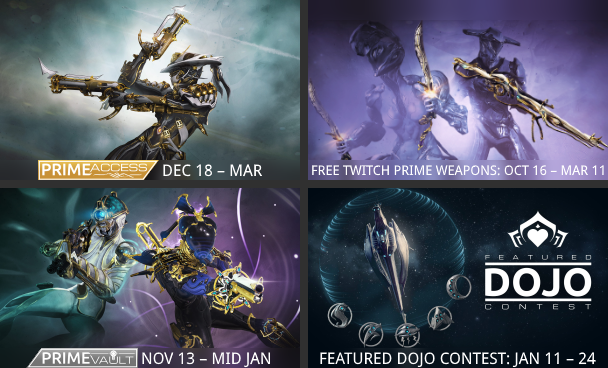 PRIMEACCESS DEC 18 – MAR
FREE TWITCH PRIME WEAPONS: OCT 16 – MAR 11
PRIMEVAULT NOV 13 – MID JAN
FEATURED
DOJO
CONTEST
FEATURED DOJO CONTEST: JAN 11 – 24